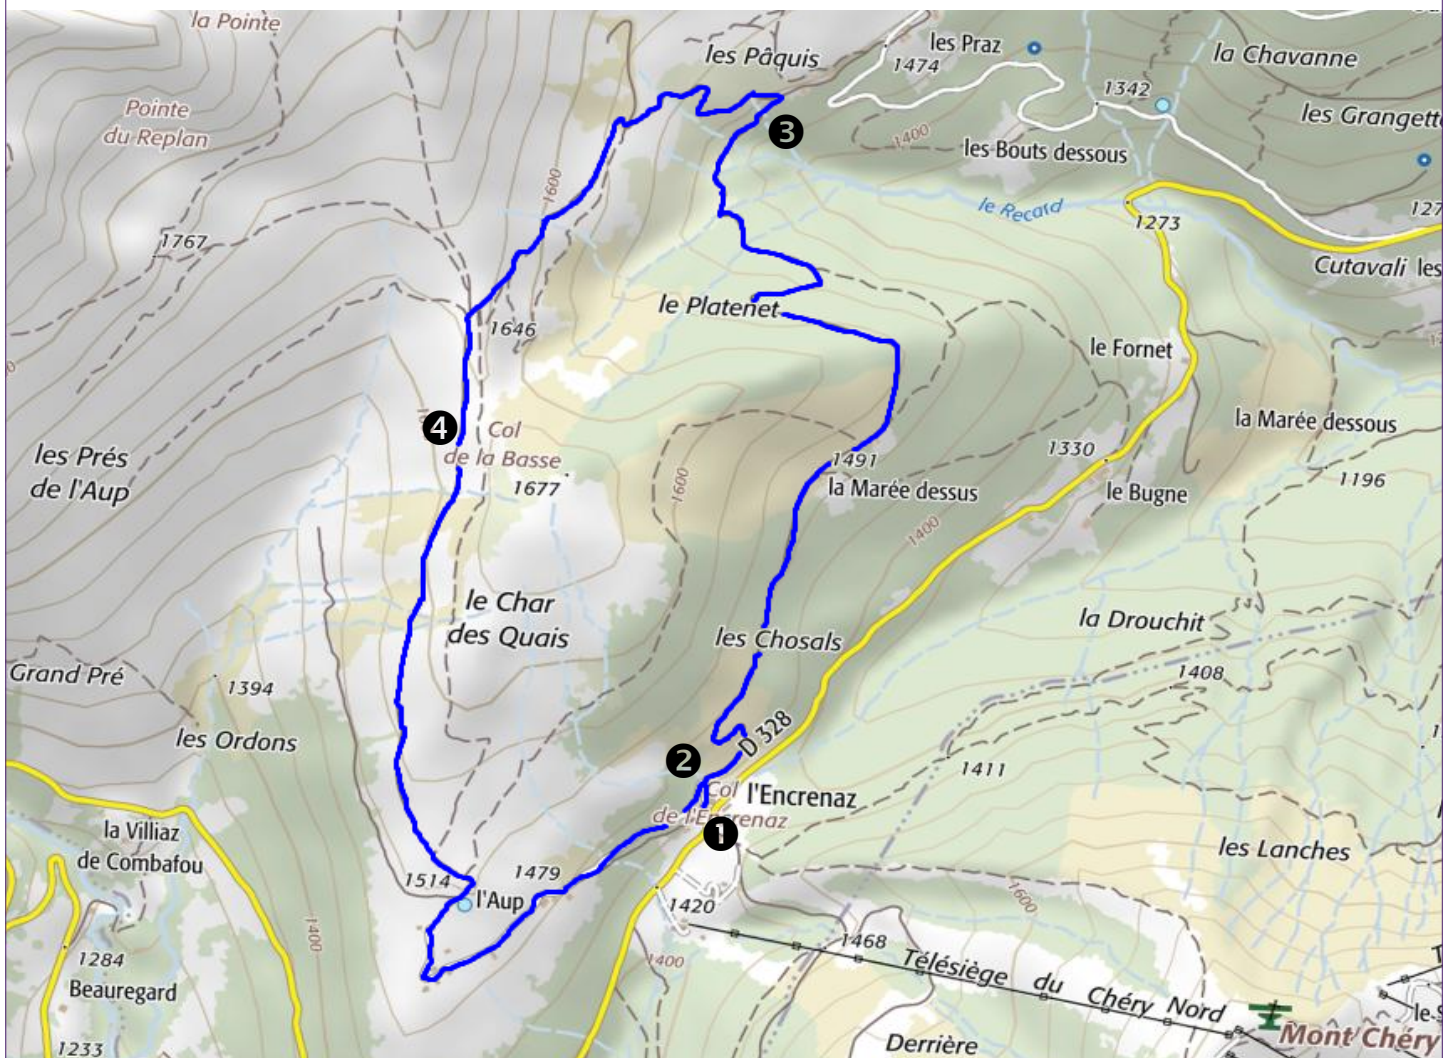 la Pointe
les Pâquis
les Praz
1474
la Chavanne
1342
les Grangett
Pointe
du Replan
3
1400
les Bouts dessous
1600
le Recard
1273
127
1767
Cutavali les
1646
le Platenet
le Fornet
4
Col
de la Basse
1677
les Prés
de l'Aup
1491
la Marée dessus
1600
1330
la Marée dessous
1196
le Bugne
1400
le Char
des Quais
les Chosals
la Drouchit
Grand Pré
1394
1408
les Ordons
D 328
2
1411
Col
de l'Encrenaz
l'Encrenaz
1
la Villiaz
de Combafou
les Lanches
1514
1479
l'Aup
1420
1600
1400
1468
1400
Télésiège du Chéry Nord
1284
Beauregard
1233
Derrière
Mont Chéry